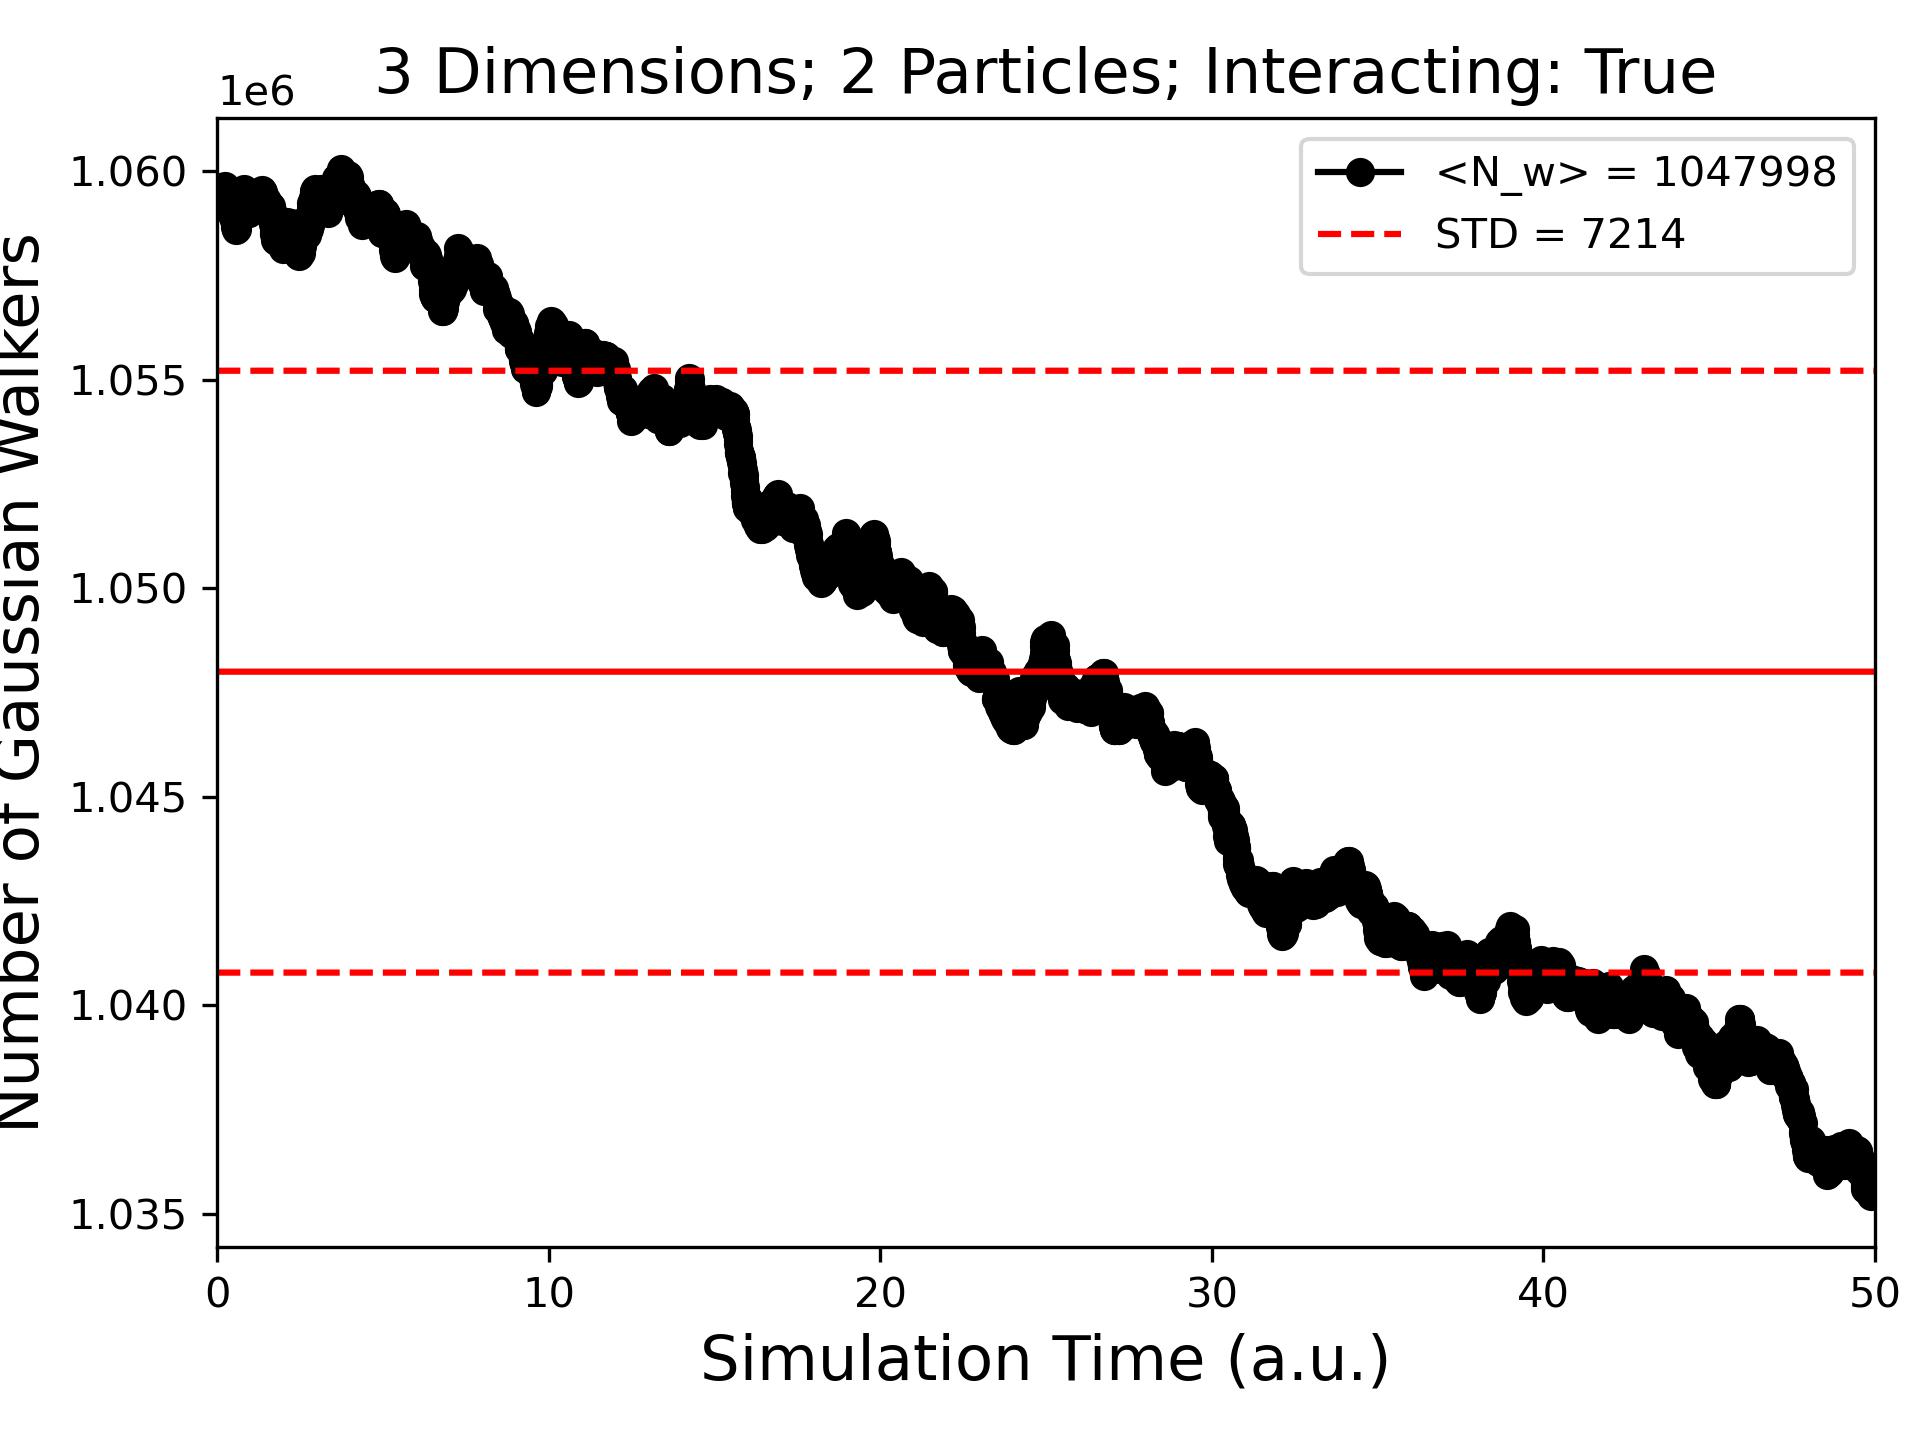 3 Dimensions; 2 Particles; Interacting: True
1e6
<N_w> = 1047998
STD = 7214
1.060
1.055
1.050
1.045
1.040
1.035
Number of Gaussian Walkers
0 10 20 30 40 50
Simulation Time (a.u.)